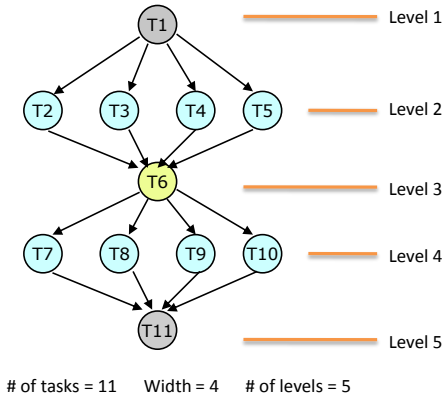 T1 Level 1
T2 T3 T4 T5 Level 2
T6 Level 3
T7 T8 T9 T10 Level 4
T11 Level 5
# of tasks = 11 Width = 4 # of levels = 5